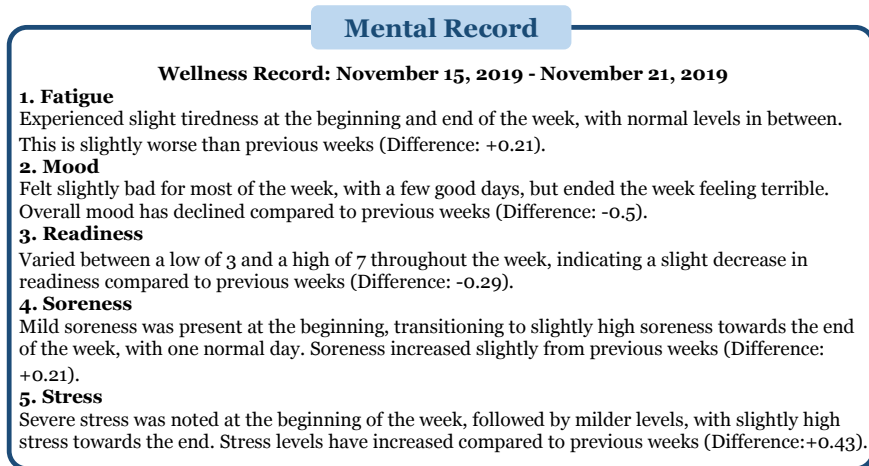 Mental Record
Wellness Record: November 15, 2019 - November 21, 2019
1. Fatigue
Experienced slight tiredness at the beginning and end of the week, with normal levels in between.
This is slightly worse than previous weeks (Difference: +0.21).
2. Mood
Felt slightly bad for most of the week, with a few good days, but ended the week feeling terrible.
Overall mood has declined compared to previous weeks (Difference: -0.5).
3. Readiness
Varied between a low of 3 and a high of 7 throughout the week, indicating a slight decrease in
readiness compared to previous weeks (Difference: -0.29).
4. Soreness
Mild soreness was present at the beginning, transitioning to slightly high soreness towards the end
of the week, with one normal day. Soreness increased slightly from previous weeks (Difference:
+0.21).
5. Stress
Severe stress was noted at the beginning of the week, followed by milder levels, with slightly high
stress towards the end. Stress levels have increased compared to previous weeks (Difference:+0.43).